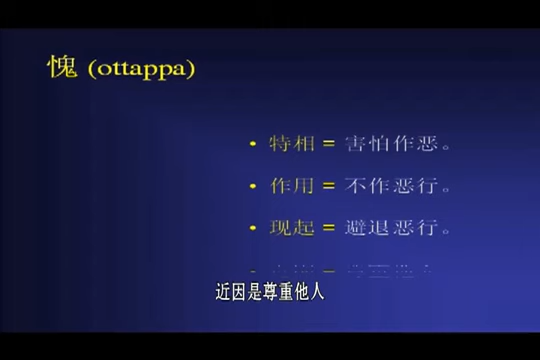 愧 (ottappa)
• 特相 = 害怕作恶。
• 作用 = 不作恶行。
• 现起 = 避退恶行。
近因是尊重他人